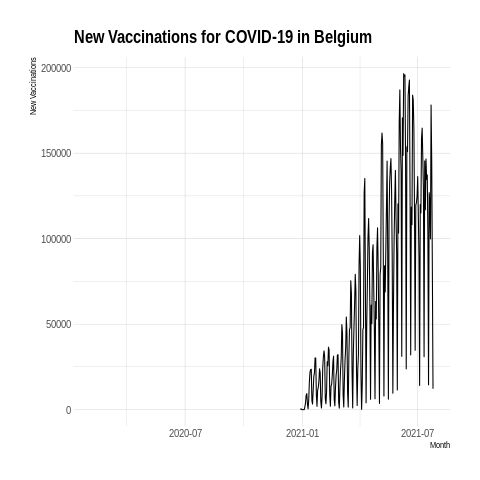 New Vaccinations for COVID-19 in Belgium
New Vaccinations
200000
150000
100000
50000
0
2020-07 2021-01 2021-07
Month